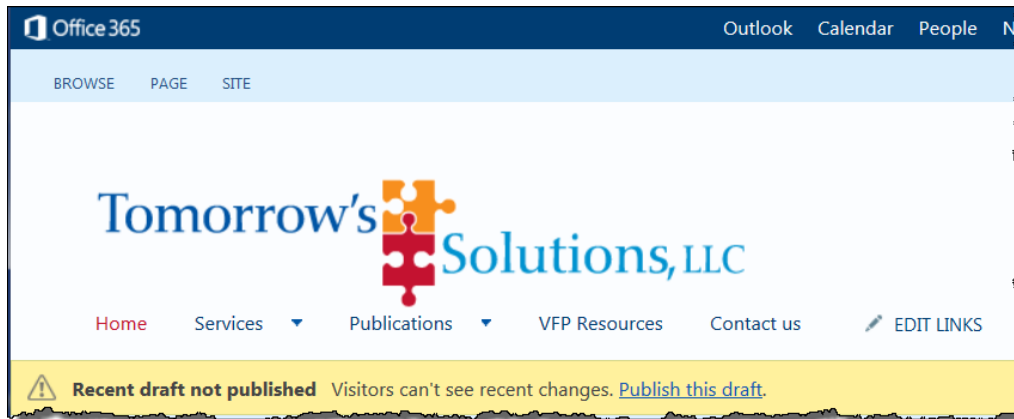 Office 365 Outlook Calendar People N
BROWSE PAGE SITE
Tomorrow's
Solutions, LLC
Home Services Publications VFP Resources Contact us EDIT LINKS
Recent draft not published Visitors can't see recent changes. Publish this draft.